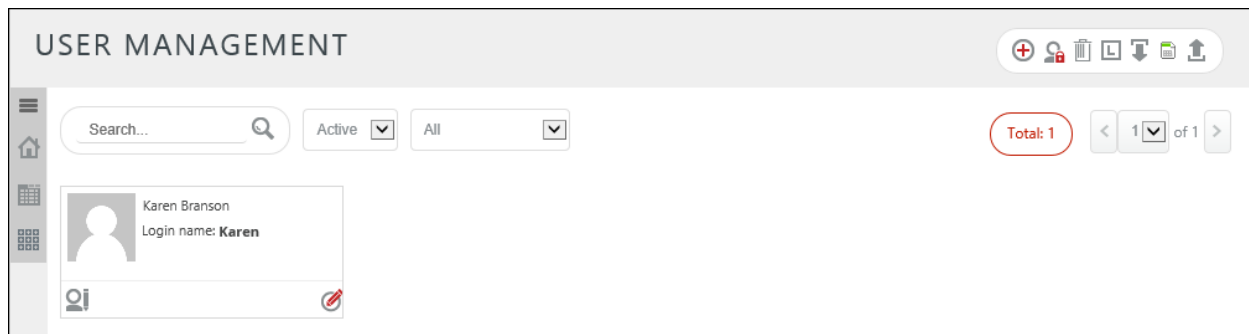 USER MANAGEMENT
Search... Active All Total: 1 1 of 1
Karen Branson
Login name: Karen